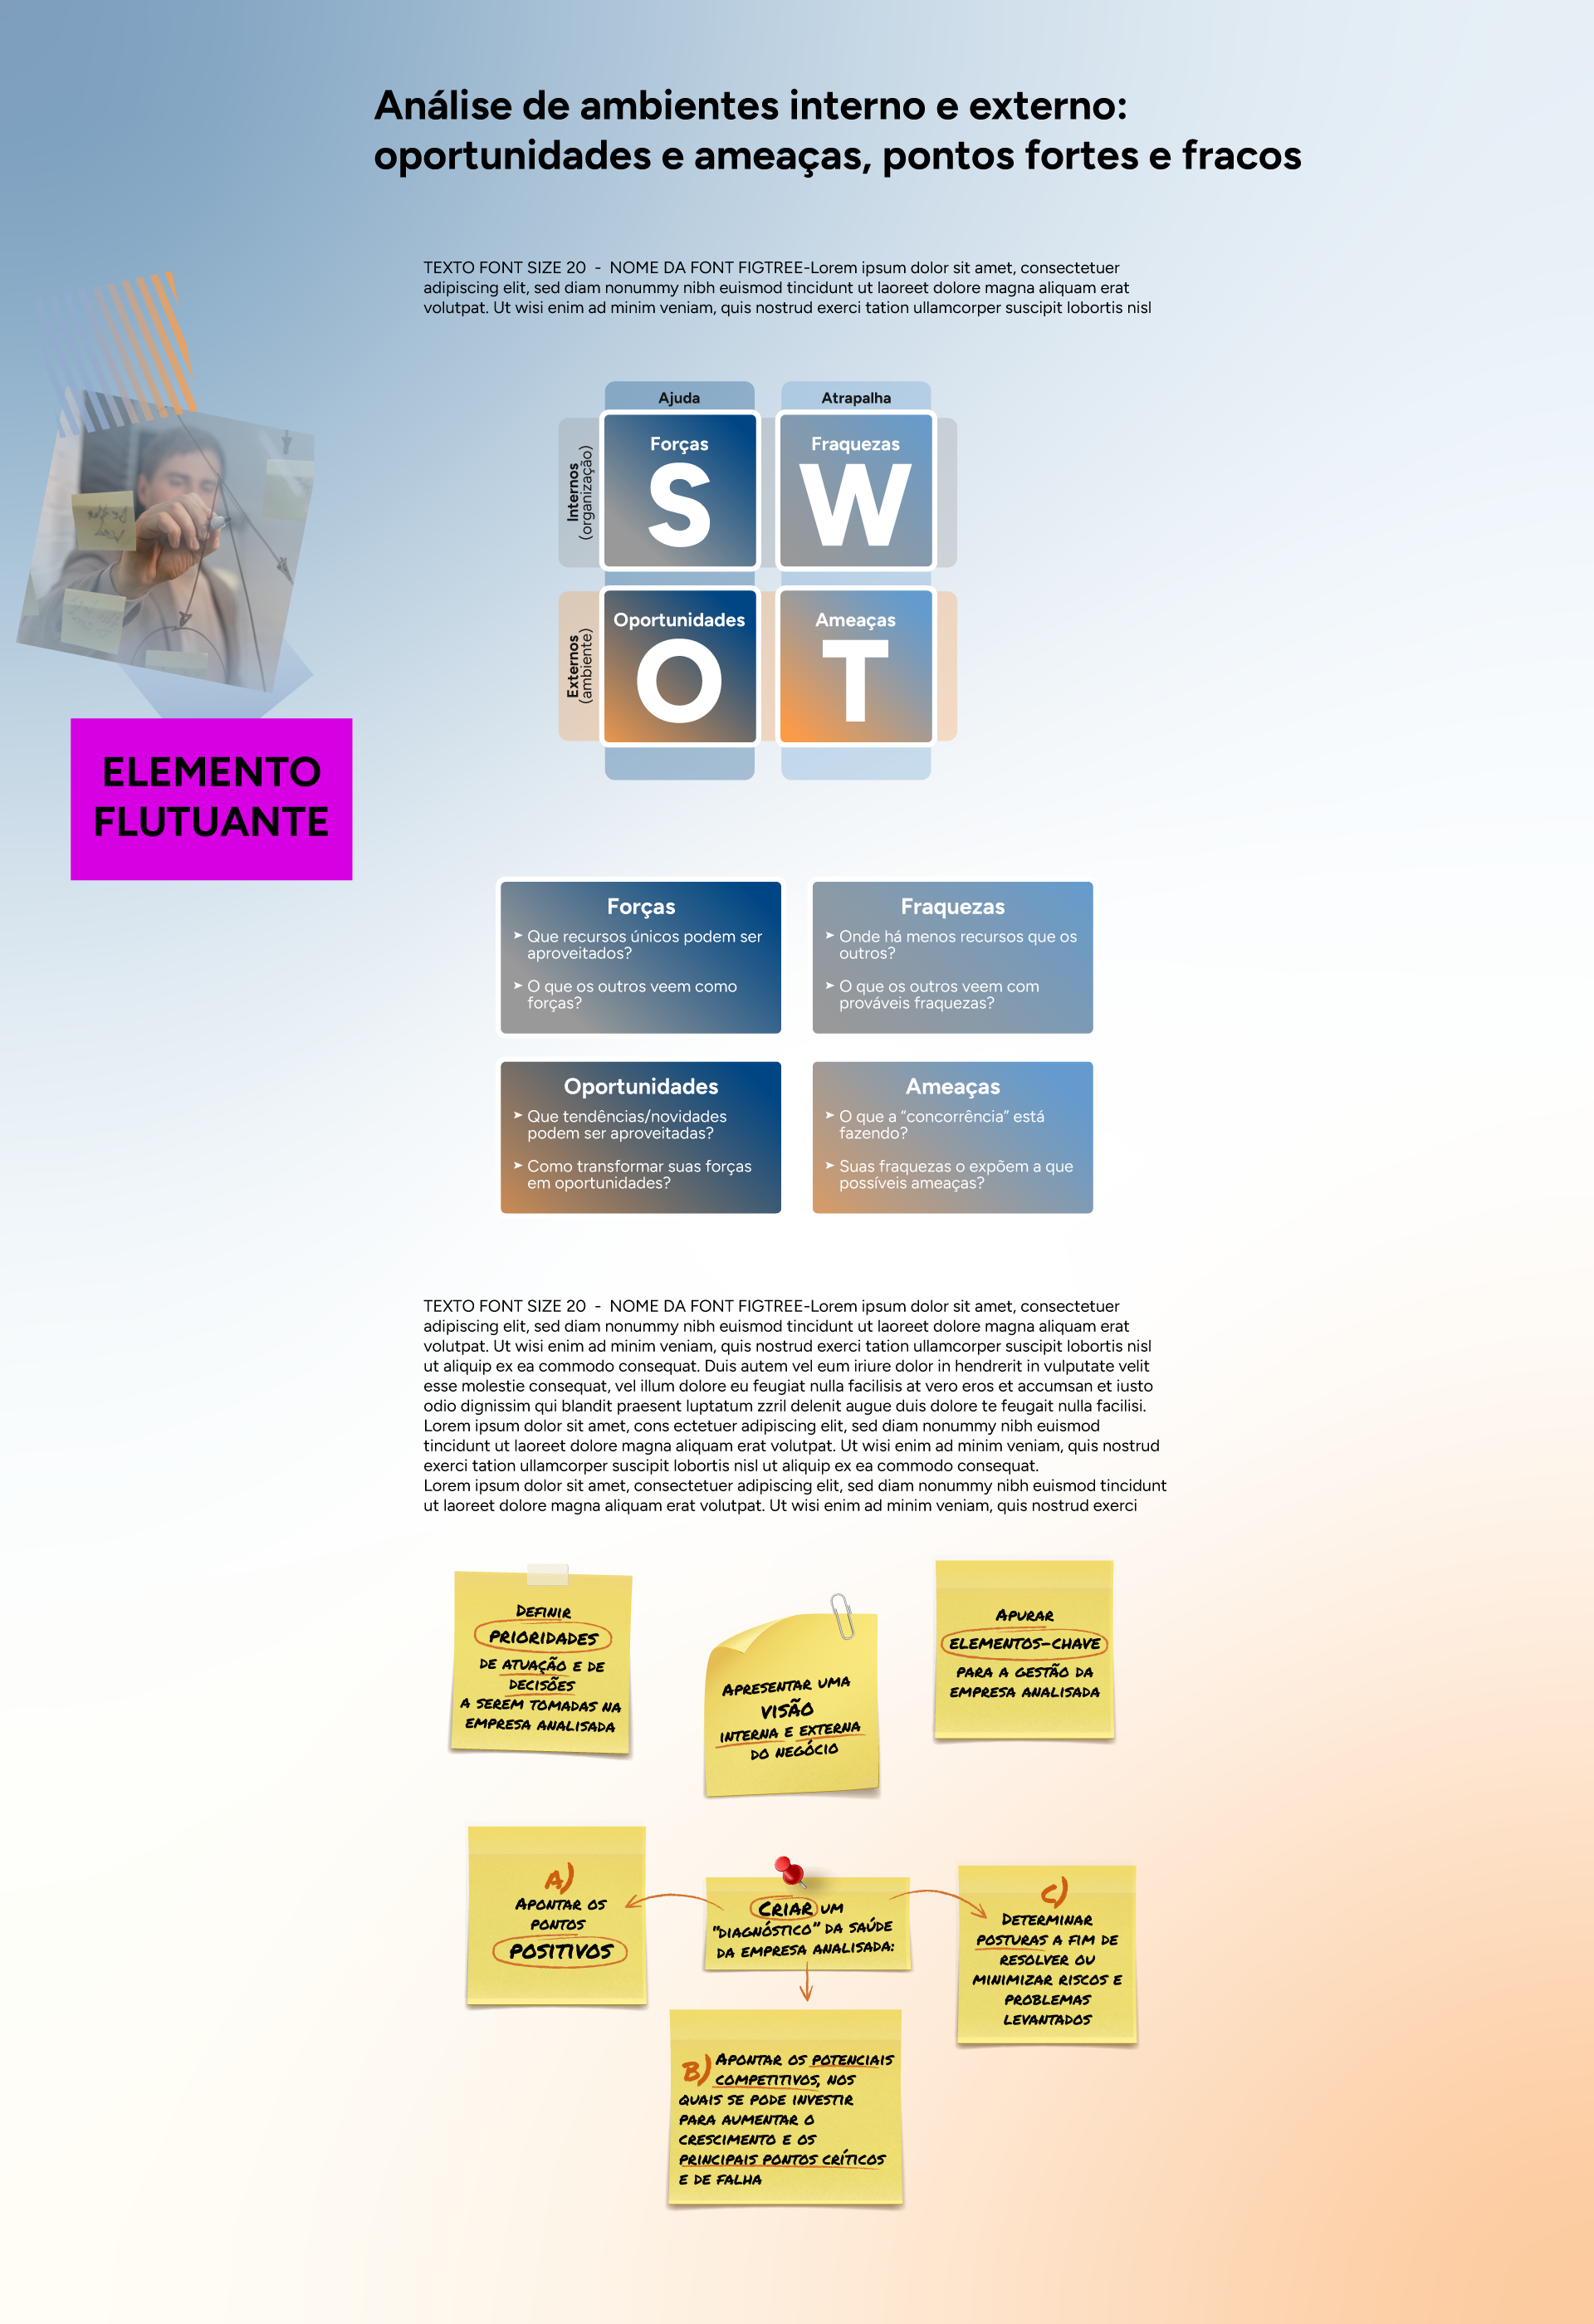 Análise de ambientes interno e externo:
oportunidades e ameaças, pontos fortes e fracos
TEXTO FONT SIZE 20 - NOME DA FONT FIGTREE-Lorem ipsum dolor sit amet, consectetuer
adipiscing elit, sed diam nonummy nibh euismod tincidunt ut laoreet dolore magna aliquam erat
volutpat. Ut wisi enim ad minim veniam, quis nostrud exerci tation ullamcorper suscipit lobortis nisl
Ajuda
Atrapalha
Internos
(organização)
Forças
S
Fraquezas
W
Externos
(ambiente)
Oportunidades
O
Ameaças
T
ELEMENTO
FLUTUANTE
Forças
➤ Que recursos únicos podem ser
aproveitados?
➤ O que os outros veem como
forças?
Fraquezas
➤ Onde há menos recursos que os
outros?
➤ O que os outros veem com
prováveis fraquezas?
Oportunidades
➤ Que tendências/novidades
podem ser aproveitadas?
➤ Como transformar suas forças
em oportunidades?
Ameaças
➤ O que a “concorrência” está
fazendo?
➤ Suas fraquezas o expõem a que
possíveis ameaças?
TEXTO FONT SIZE 20 - NOME DA FONT FIGTREE-Lorem ipsum dolor sit amet, consectetuer
adipiscing elit, sed diam nonummy nibh euismod tincidunt ut laoreet dolore magna aliquam erat
volutpat. Ut wisi enim ad minim veniam, quis nostrud exerci tation ullamcorper suscipit lobortis nisl
ut aliquip ex ea commodo consequat. Duis autem vel eum iriure dolor in hendrerit in vulputate velit
esse molestie consequat, vel illum dolore eu feugiat nulla facilisis at vero eros et accumsan et iusto
odio dignissim qui blandit praesent luptatum zzril delenit augue duis dolore te feugait nulla facilisi.
Lorem ipsum dolor sit amet, cons ectetuer adipiscing elit, sed diam nonummy nibh euismod
tincidunt ut laoreet dolore magna aliquam erat volutpat. Ut wisi enim ad minim veniam, quis nostrud
exerci tation ullamcorper suscipit lobortis nisl ut aliquip ex ea commodo consequat.
Lorem ipsum dolor sit amet, consectetuer adipiscing elit, sed diam nonummy nibh euismod tincidunt
ut laoreet dolore magna aliquam erat volutpat. Ut wisi enim ad minim veniam, quis nostrud exerci
Definir
prioridades
de atuação e de
decisões
a serem tomadas na
empresa analisada
Apresentar uma
visão
interna e externa
do negócio
Apurar
elementos-chave
para a gestão da
empresa analisada
A)
Apontar os
pontos
positivos
Criar um
"diagnóstico" da saúde
da empresa analisada:
C)
Determinar
posturas a fim de
resolver ou
minimizar riscos e
problemas
levantados
B) Apontar os potenciais
competitivos, nos
quais se pode investir
para aumentar o
crescimento e os
principais pontos críticos
e de falha